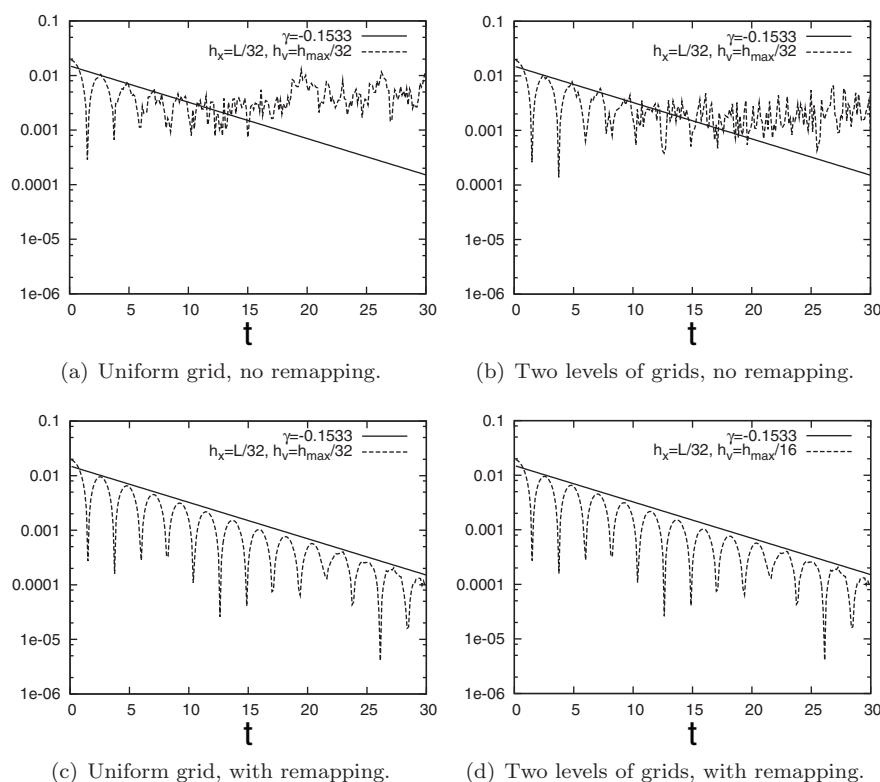 0.1
0.01
0.001
0.0001
1e-05
1e-06
0 5 10 15 20 25 30
γ=-0.1533
h_x=L/32, h_v=h_max/32
t
(a) Uniform grid, no remapping.
0.1
0.01
0.001
0.0001
1e-05
1e-06
0 5 10 15 20 25 30
γ=-0.1533
h_x=L/32, h_v=h_max/32
t
(b) Two levels of grids, no remapping.
0.1
0.01
0.001
0.0001
1e-05
1e-06
0 5 10 15 20 25 30
γ=-0.1533
h_x=L/32, h_v=h_max/32
t
(c) Uniform grid, with remapping.
0.1
0.01
0.001
0.0001
1e-05
1e-06
0 5 10 15 20 25 30
γ=-0.1533
h_x=L/32, h_v=h_max/16
t
(d) Two levels of grids, with remapping.